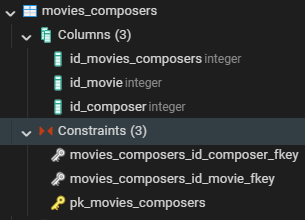 movies_composers
Columns (3)
id_movies_composers integer
id_movie integer
id_composer integer
Constraints (3)
movies_composers_id_composer_fkey
movies_composers_id_movie_fkey
pk_movies_composers